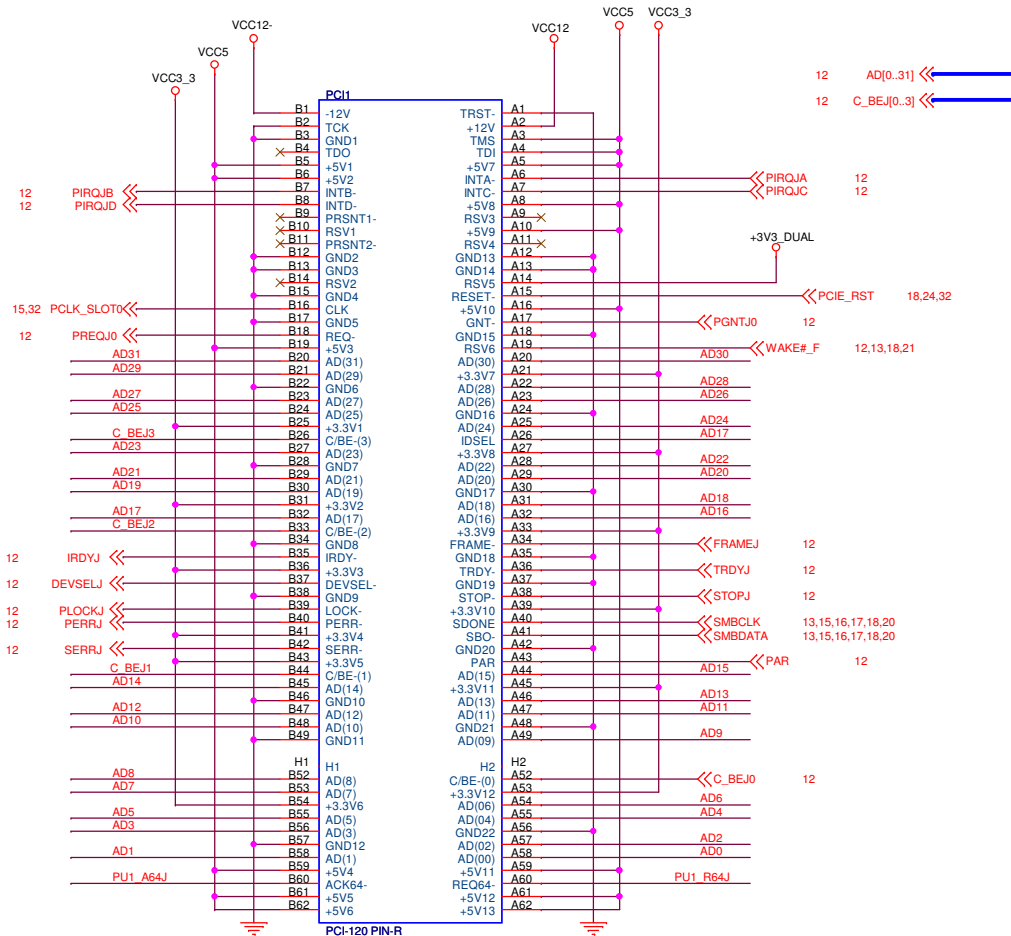 VCC12- VCC5 VCC3_3
VCC5 VCC12
VCC3_3 12 AD[0..31]
12 C_BEJ[0..3]
PCI1
B1 -12V TRST- A1
B2 TCK +12V A2
B3 GND1 TMS A3
B4 TDO TDI A4
B5 +5V1 +5V7 A5
B6 +5V2 INTA- A6 PIRQJA 12
12 PIRQJB B7 INTB- INTC- A7 PIRQJC 12
12 PIRQJD B8 INTD- +5V8 A8
B9 PRSNT1- RSV3 A9
B10 RSV1 +5V9 A10
B11 PRSNT2- RSV4 A11 +3V3_DUAL
B12 GND2 GND13 A12
B13 GND3 GND14 A13
B14 RSV2 RSV5 A14
B15 GND4 RESET- A15 PCIE_RST 18,24,32
15,32 PCLK_SLOT0 B16 CLK +5V10 A16
B17 GND5 GNT- A17 PGNTJ0 12
12 PREQJ0 B18 REQ- GND15 A18
B19 +5V3 RSV6 A19 WAKE#_F 12,13,18,21
AD31 B20 AD(31) AD(30) A20 AD30
AD29 B21 AD(29) +3.3V7 A21
B22 GND6 AD(28) A22 AD28
AD27 B23 AD(27) AD(26) A23 AD26
AD25 B24 AD(25) GND16 A24
B25 +3.3V1 AD(24) A25 AD24
C_BEJ3 B26 C/BE-(3) IDSEL A26 AD17
AD23 B27 AD(23) +3.3V8 A27
B28 GND7 AD(22) A28 AD22
AD21 B29 AD(21) AD(20) A29 AD20
AD19 B30 AD(19) GND17 A30
B31 +3.3V2 AD(18) A31 AD18
AD17 B32 AD(17) AD(16) A32 AD16
C_BEJ2 B33 C/BE-(2) +3.3V9 A33
B34 GND8 FRAME- A34 FRAMEJ 12
12 IRDYJ B35 IRDY- GND18 A35
B36 +3.3V3 TRDY- A36 TRDYJ 12
12 DEVSELJ B37 DEVSEL- GND19 A37
B38 GND9 STOP- A38 STOPJ 12
12 PLOCKJ B39 LOCK- +3.3V10 A39
12 PERRJ B40 PERR- SDONE A40 SMBCLK 13,15,16,17,18,20
B41 +3.3V4 SBO- A41 SMBDATA 13,15,16,17,18,20
12 SERRJ B42 SERR- GND20 A42
B43 +3.3V5 PAR A43 PAR 12
C_BEJ1 B44 C/BE-(1) AD(15) A44 AD15
AD14 B45 AD(14) +3.3V11 A45
B46 GND10 AD(13) A46 AD13
AD12 B47 AD(12) AD(11) A47 AD11
AD10 B48 AD(10) GND21 A48
B49 GND11 AD(09) A49 AD9
H1 H1 H2 H2
AD8 B52 AD(8) C/BE-(0) A52 C_BEJ0 12
AD7 B53 AD(7) +3.3V12 A53
B54 +3.3V6 AD(06) A54 AD6
AD5 B55 AD(5) AD(04) A55 AD4
AD3 B56 AD(3) GND22 A56
B57 GND12 AD(02) A57 AD2
AD1 B58 AD(1) AD(00) A58 AD0
B59 +5V4 +5V11 A59
PU1_A64J B60 ACK64- REQ64- A60 PU1_R64J
B61 +5V5 +5V12 A61
B62 +5V6 +5V13 A62
PCI-120 PIN-R